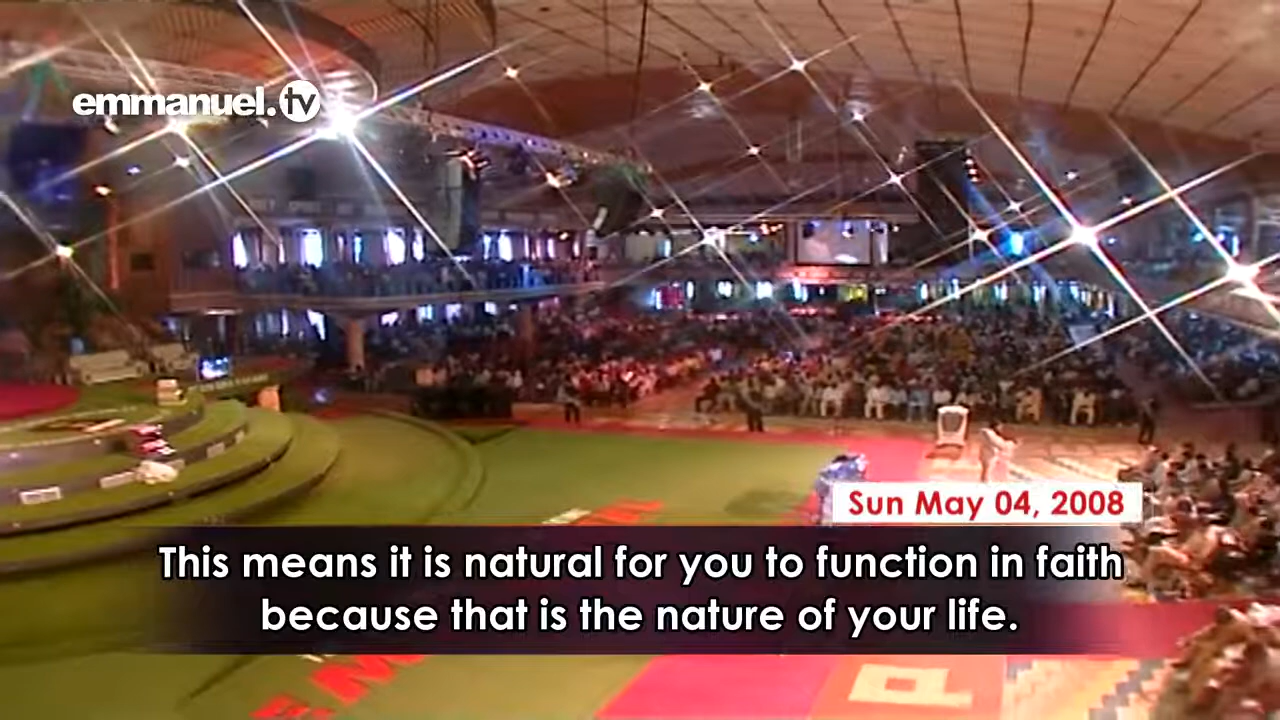 emmanuel.tv
Sun May 04, 2008
This means it is natural for you to function in faith
because that is the nature of your life.